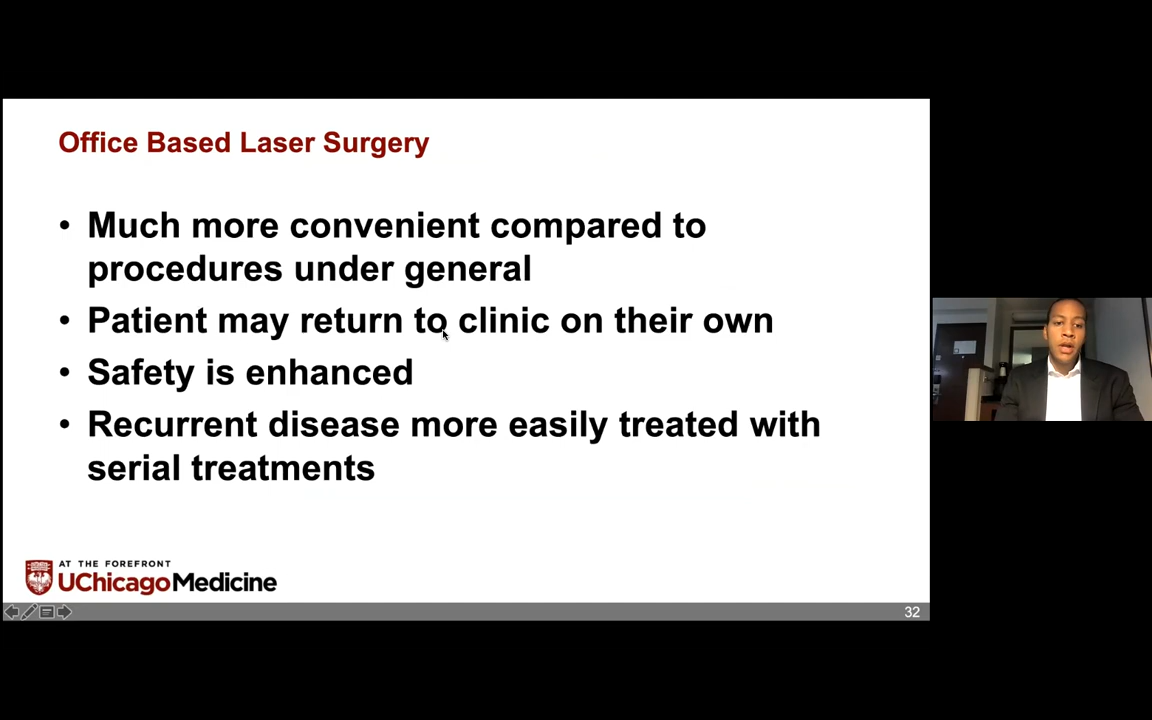 Office Based Laser Surgery
• Much more convenient compared to
procedures under general
• Patient may return to clinic on their own
• Safety is enhanced
• Recurrent disease more easily treated with
serial treatments
AT THE FOREFRONT
UChicagoMedicine
32